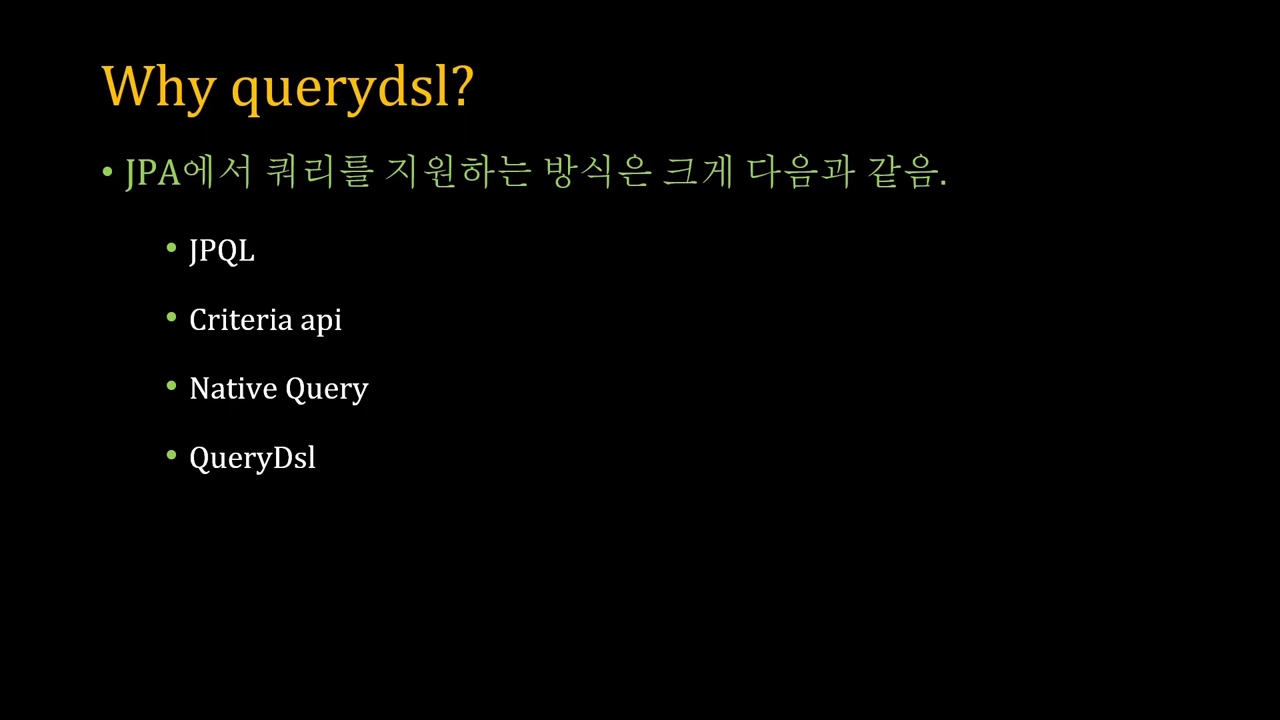 Why querydsl?
• JPA에서 쿼리를 지원하는 방식은 크게 다음과 같음.
• JPQL
• Criteria api
• Native Query
• QueryDsl